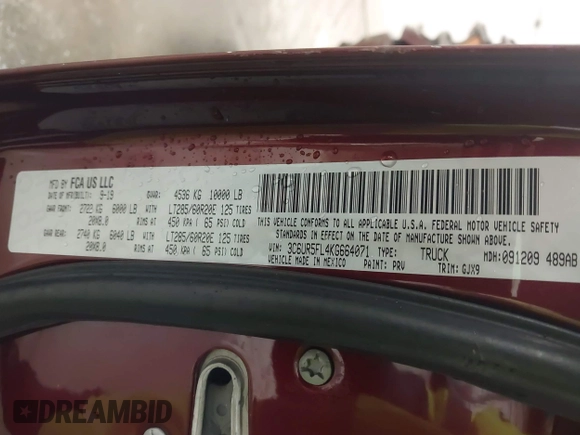 MFD BY FCA US LLC
DATE OF MFR(BUILT): 9-19 GVWR: 4536 KG 10000 LB
GAWR FRONT: 2722 KG 6000 LB WITH LT285/60R20E 125 TIRES
20X8.0 RIMS AT 450 KPA ( 65 PSI) COLD
GAWR REAR: 2740 KG 6040 LB WITH LT285/60R20E 125 TIRES
20X8.0 RIMS AT 450 KPA ( 65 PSI) COLD
THIS VEHICLE CONFORMS TO ALL APPLICABLE U.S.A. FEDERAL MOTOR VEHICLE SAFETY
STANDARDS IN EFFECT ON THE DATE OF MANUFACTURE SHOWN ABOVE.
VIN: 3C6UR5FL4KG664071 TYPE: TRUCK MDH: 091209 489AB
VEHICLE MADE IN MEXICO PAINT: PRV TRIM: GJX9
DREAMBID